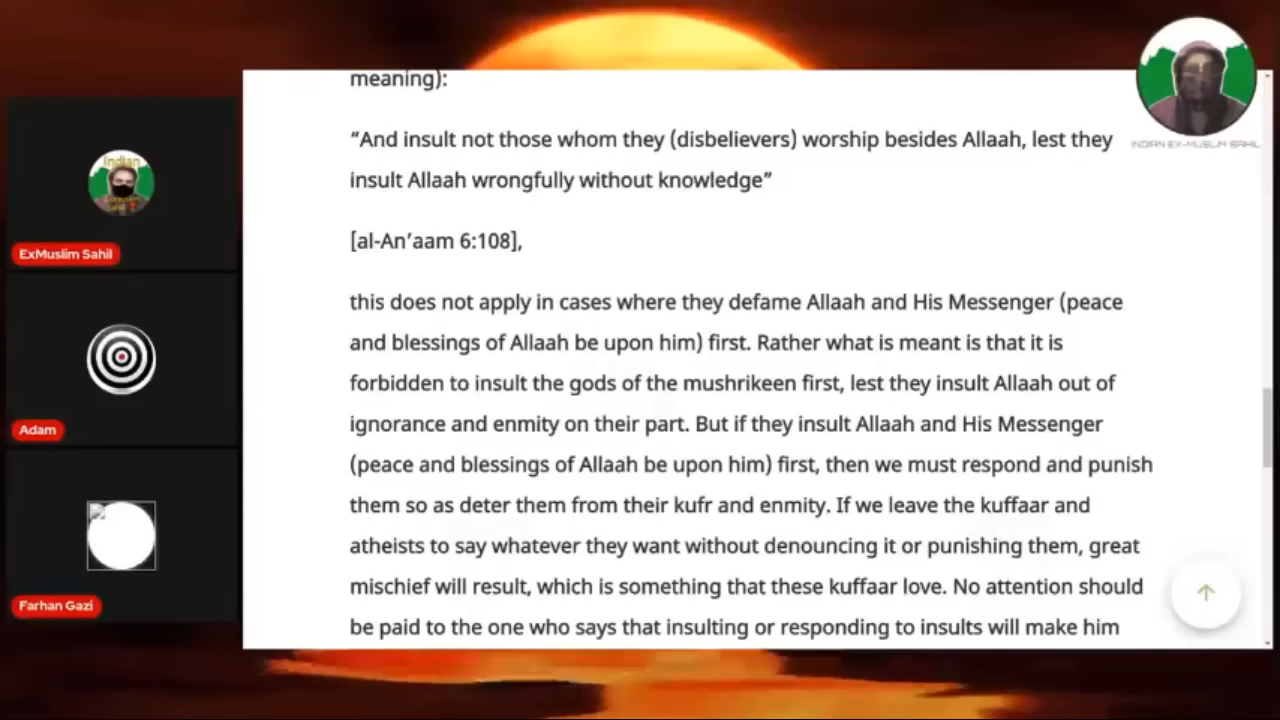 meaning):
“And insult not those whom they (disbelievers) worship besides Allaah, lest they
insult Allaah wrongfully without knowledge”
[al-An’aam 6:108],
this does not apply in cases where they defame Allaah and His Messenger (peace
and blessings of Allaah be upon him) first. Rather what is meant is that it is
forbidden to insult the gods of the mushrikeen first, lest they insult Allaah out of
ignorance and enmity on their part. But if they insult Allaah and His Messenger
(peace and blessings of Allaah be upon him) first, then we must respond and punish
them so as deter them from their kufr and enmity. If we leave the kuffaar and
atheists to say whatever they want without denouncing it or punishing them, great
mischief will result, which is something that these kuffaar love. No attention should
be paid to the one who says that insulting or responding to insults will make him
INDIAN EX-MUSLIM SAHIL
Indian
ExMuslim Sahil
Adam
Farhan Gazi